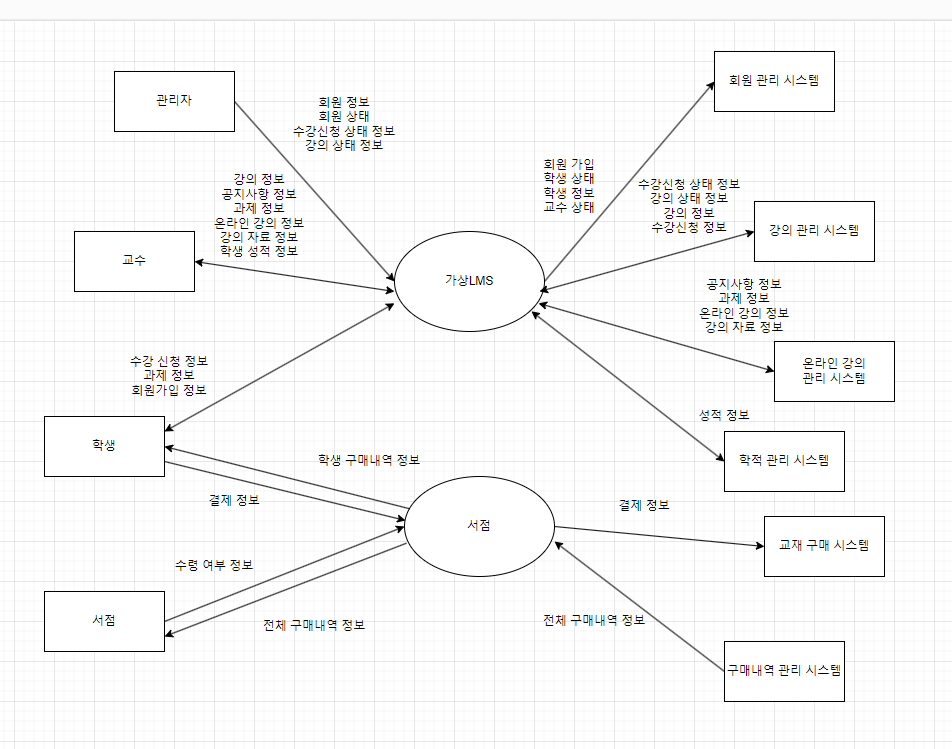 관리자
회원 정보
회원 상태
수강신청 상태 정보
강의 상태 정보
회원 관리 시스템
강의 정보
공지사항 정보
과제 정보
온라인 강의 정보
강의 자료 정보
학생 성적 정보
회원 가입
학생 상태
학생 정보
교수 상태
수강신청 상태 정보
강의 상태 정보
강의 정보
수강신청 정보
강의 관리 시스템
교수
가상LMS
공지사항 정보
과제 정보
온라인 강의 정보
강의 자료 정보
수강 신청 정보
과제 정보
회원가입 정보
온라인 강의
관리 시스템
성적 정보
학생
학생 구매내역 정보
학적 관리 시스템
결제 정보
결제 정보
서점
교재 구매 시스템
수령 여부 정보
서점
전체 구매내역 정보
전체 구매내역 정보
구매내역 관리 시스템